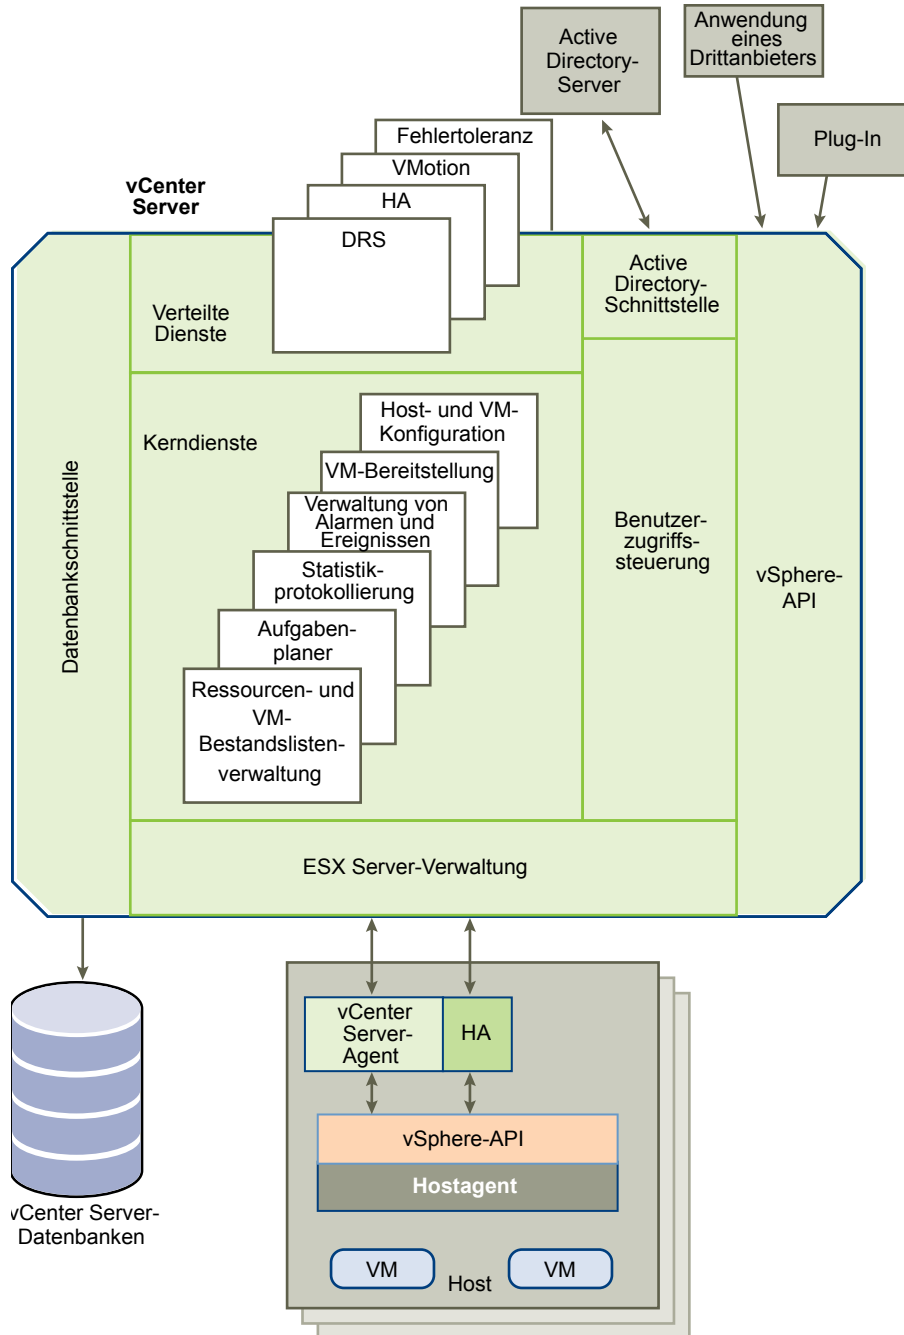 Active
Directory-
Server
Anwendung
eines
Drittanbieters
Plug-In
Fehlertoleranz
VMotion
HA
DRS
vCenter
Server
Verteilte
Dienste
Active
Directory-
Schnittstelle
Kerndienste
Host- und VM-
Konfiguration
VM-Bereitstellung
Verwaltung von
Alarmen und
Ereignissen
Statistik-
protokollierung
Aufgaben-
planer
Ressourcen- und
VM-
Bestandslisten-
verwaltung
Datenbankschnittstelle
Benutzer-
zugriffs-
steuerung
vSphere-
API
ESX Server-Verwaltung
vCenter
Server-
Agent
HA
vSphere-API
Hostagent
VM
Host
VM
vCenter Server-
Datenbanken